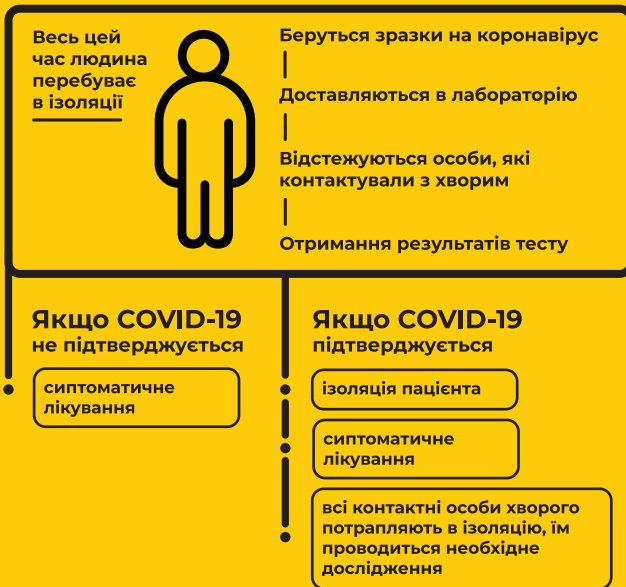 Весь цей
час людина
перебуває
в ізоляції
Беруться зразки на коронавірус
Доставляються в лабораторію
Відстежуються особи, які
контактували з хворим
Отримання результатів тесту
Якщо COVID-19
не підтверджується
сиптоматичне
лікування
Якщо COVID-19
підтверджується
ізоляція пацієнта
сиптоматичне
лікування
всі контактні особи хворого
потрапляють в ізоляцію, їм
проводиться необхідне
дослідження